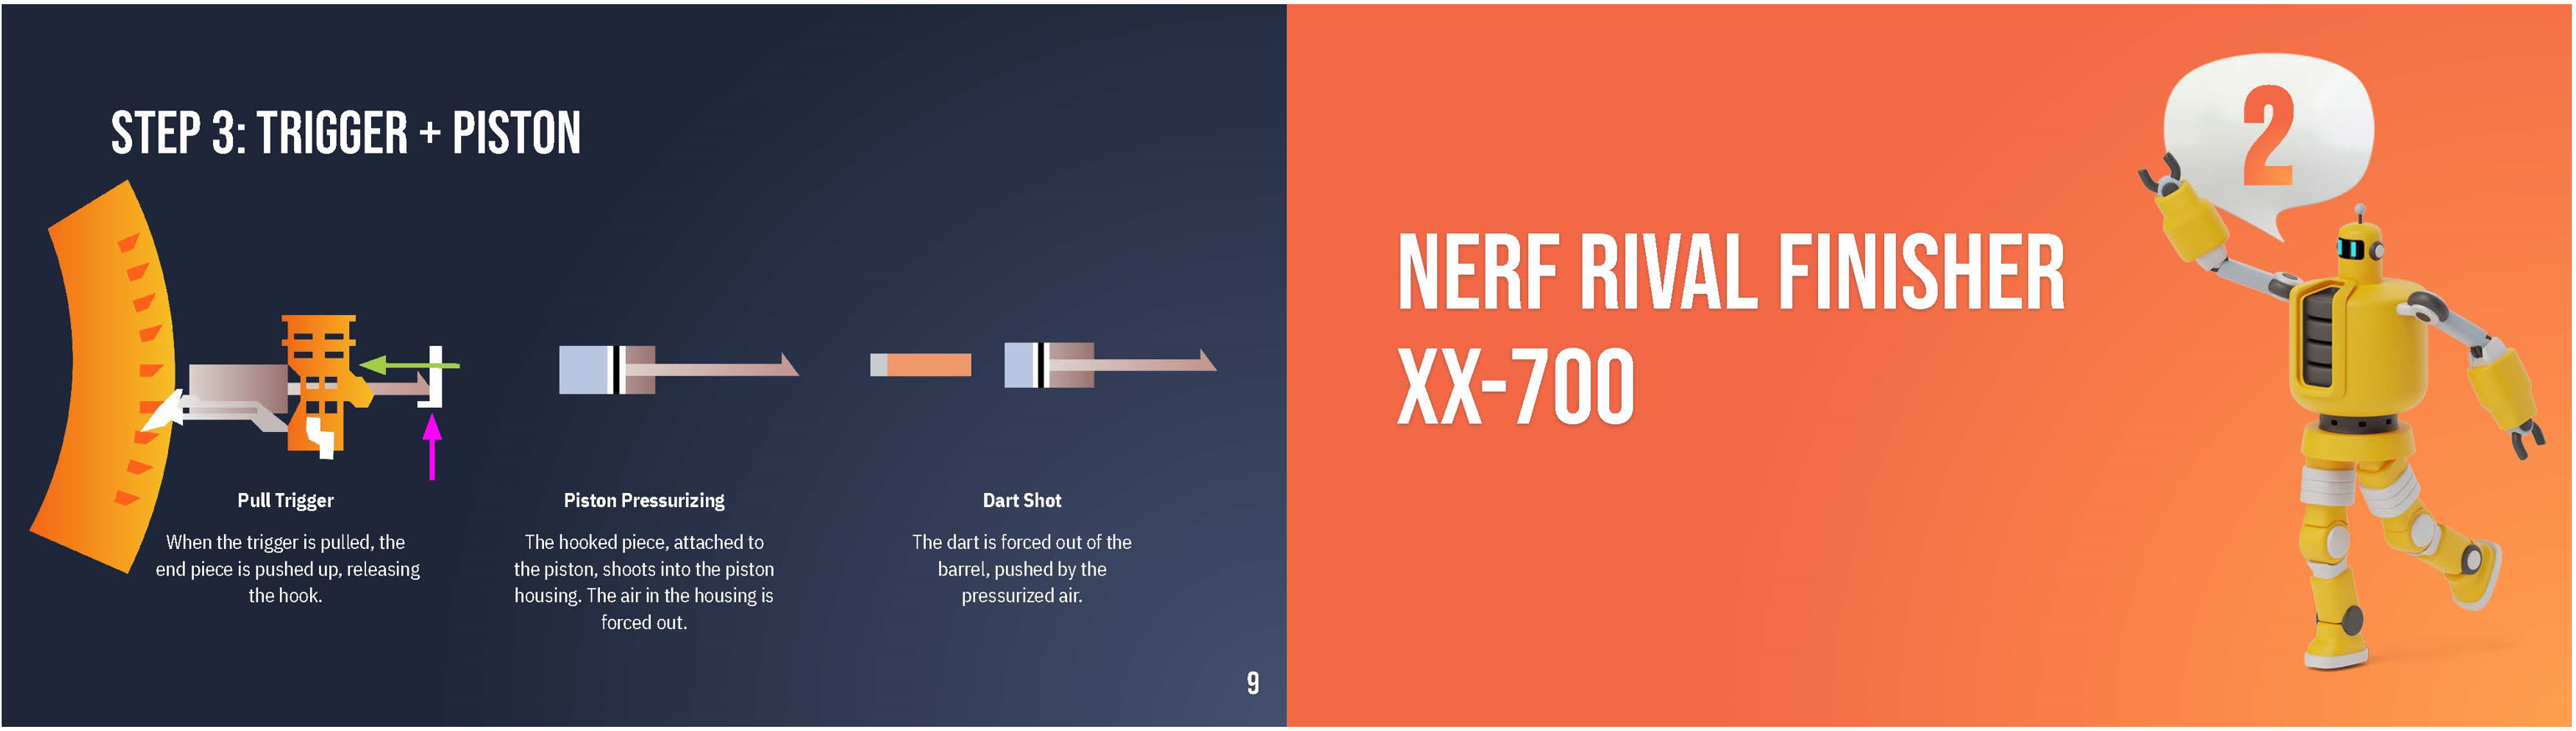 STEP 3: TRIGGER + PISTON
Pull Trigger
When the trigger is pulled, the
end piece is pushed up, releasing
the hook.
Piston Pressurizing
The hooked piece, attached to
the piston, shoots into the piston
housing. The air in the housing is
forced out.
Dart Shot
The dart is forced out of the
barrel, pushed by the
pressurized air.
9
2
NERF RIVAL FINISHER
XX-700